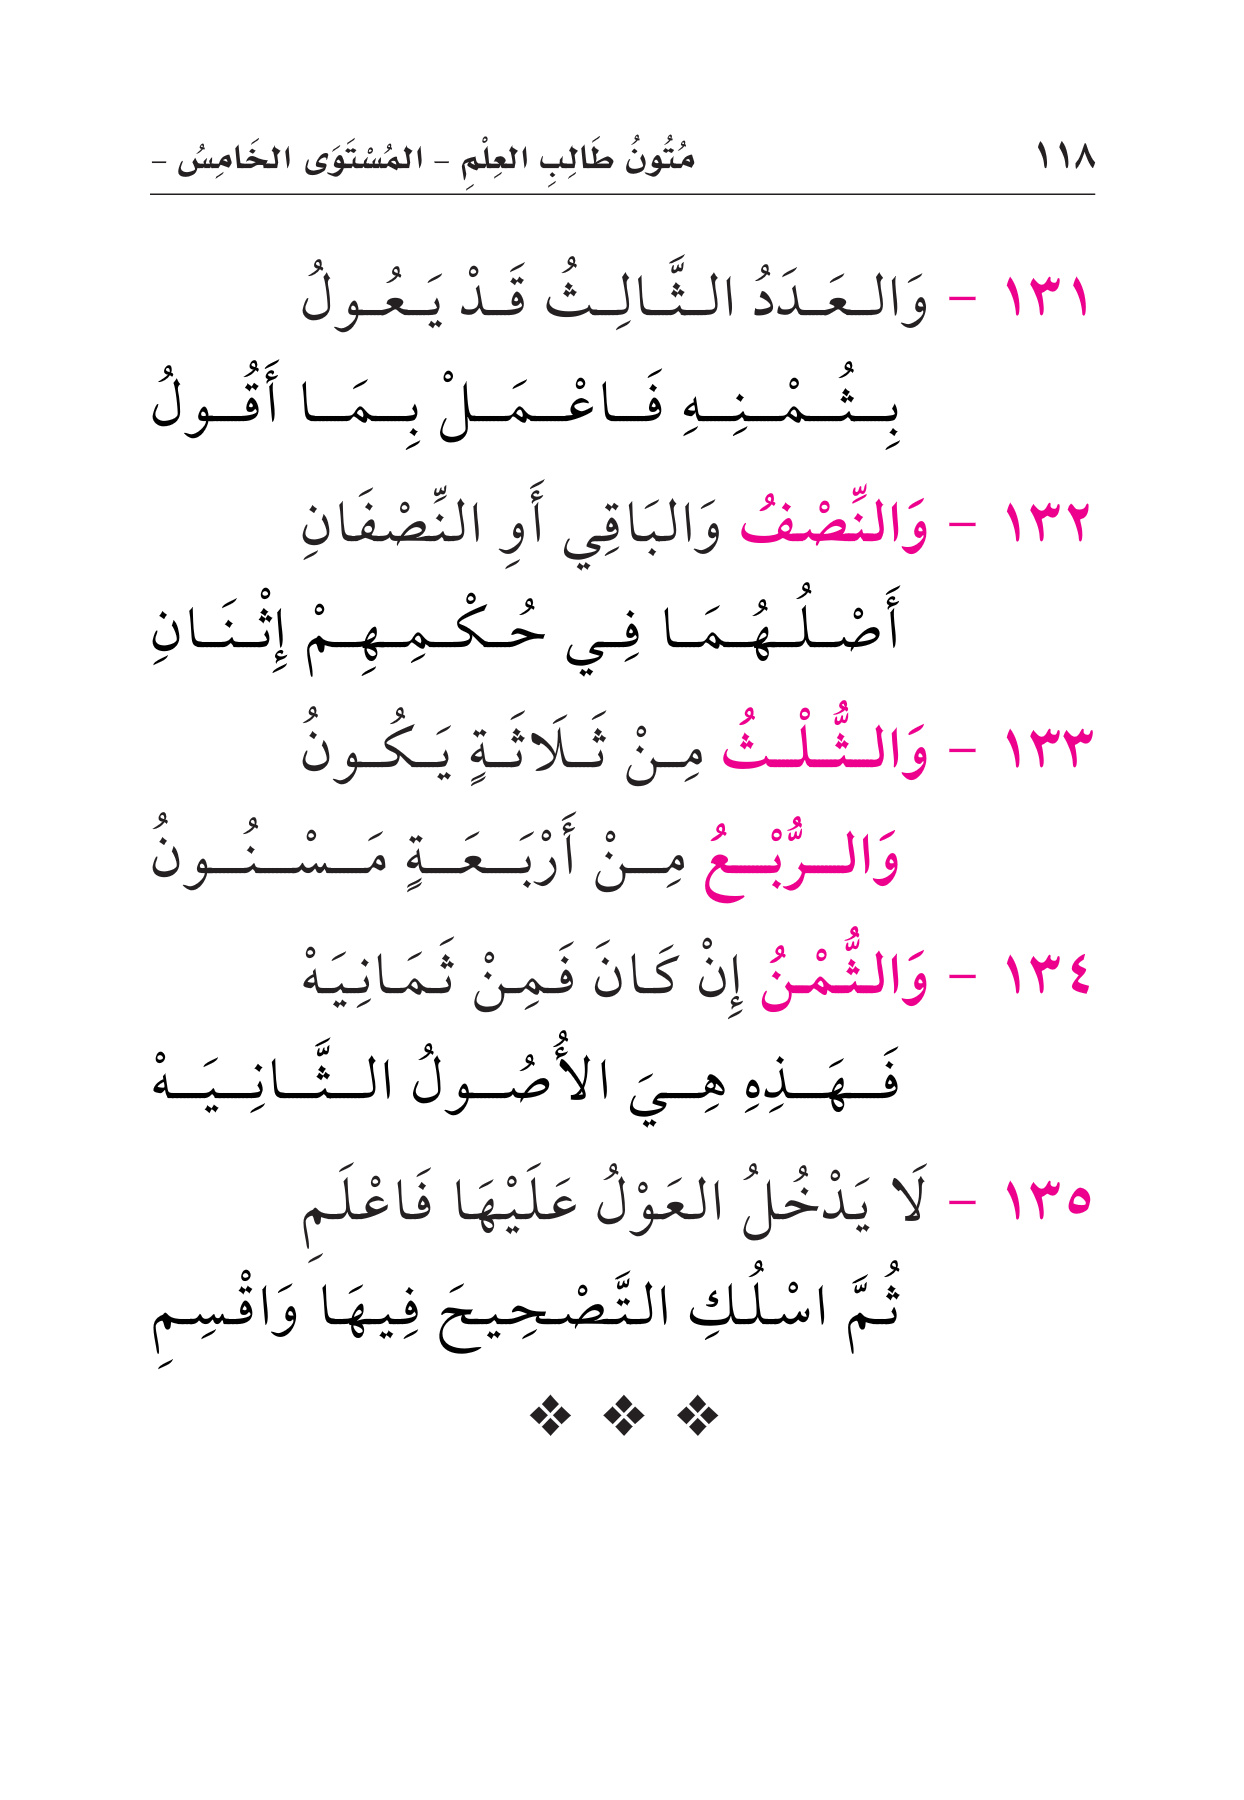 ١١٨ مُتُونُ طَالِبِ العِلْمِ - المُسْتَوَى الخَامِسُ -
١٣١ - وَالعَدَدُ الثَّالِثُ قَدْ يَعُولُ
بِثُمْنِهِ فَاعْمَلْ بِمَا أَقُولُ
١٣٢ - وَالنِّصْفُ وَالبَاقِي أَوِ النِّصْفَانِ
أَصْلُهُمَا فِي حُكْمِهِمْ إِثْنَانِ
١٣٣ - وَالثُّلْثُ مِنْ ثَلَاثَةٍ يَكُونُ
وَالرُّبْعُ مِنْ أَرْبَعَةٍ مَسْنُونُ
١٣٤ - وَالثُّمْنُ إِنْ كَانَ فَمِنْ ثَمَانِيَهْ
فَهَذِهِ هِيَ الأُصُولُ الثَّانِيَهْ
١٣٥ - لَا يَدْخُلُ العَوْلُ عَلَيْهَا فَاعْلَمِ
ثُمَّ اسْلُكِ التَّصْحِيحَ فِيهَا وَاقْسِمِ